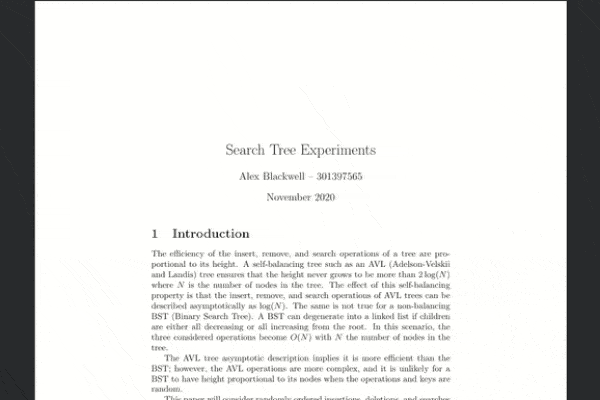 Search Tree Experiments
Alex Blackwell – 301397565
November 2020
1 Introduction
The efficiency of the insert, remove, and search operations of a tree are pro-
portional to its height. A self-balancing tree such as an AVL (Adelson-Velskii
and Landis) tree ensures that the height never grows to be more than 2 log(N)
where N is the number of nodes in the tree. The effect of this self-balancing
property is that the insert, remove, and search operations of AVL trees can be
described asymptotically as log(N). The same is not true for a non-balancing
BST (Binary Search Tree). A BST can degenerate into a linked list if children
are either all decreasing or all increasing from the root. In this scenario, the
three considered operations become O(N) with N the number of nodes in the
tree.
The AVL tree asymptotic description implies it is more efficient than the
BST; however, the AVL operations are more complex, and it is unlikely for a
BST to have height proportional to its nodes when the operations and keys are
random.
This paper will consider randomly ordered insertions, deletions, and searches